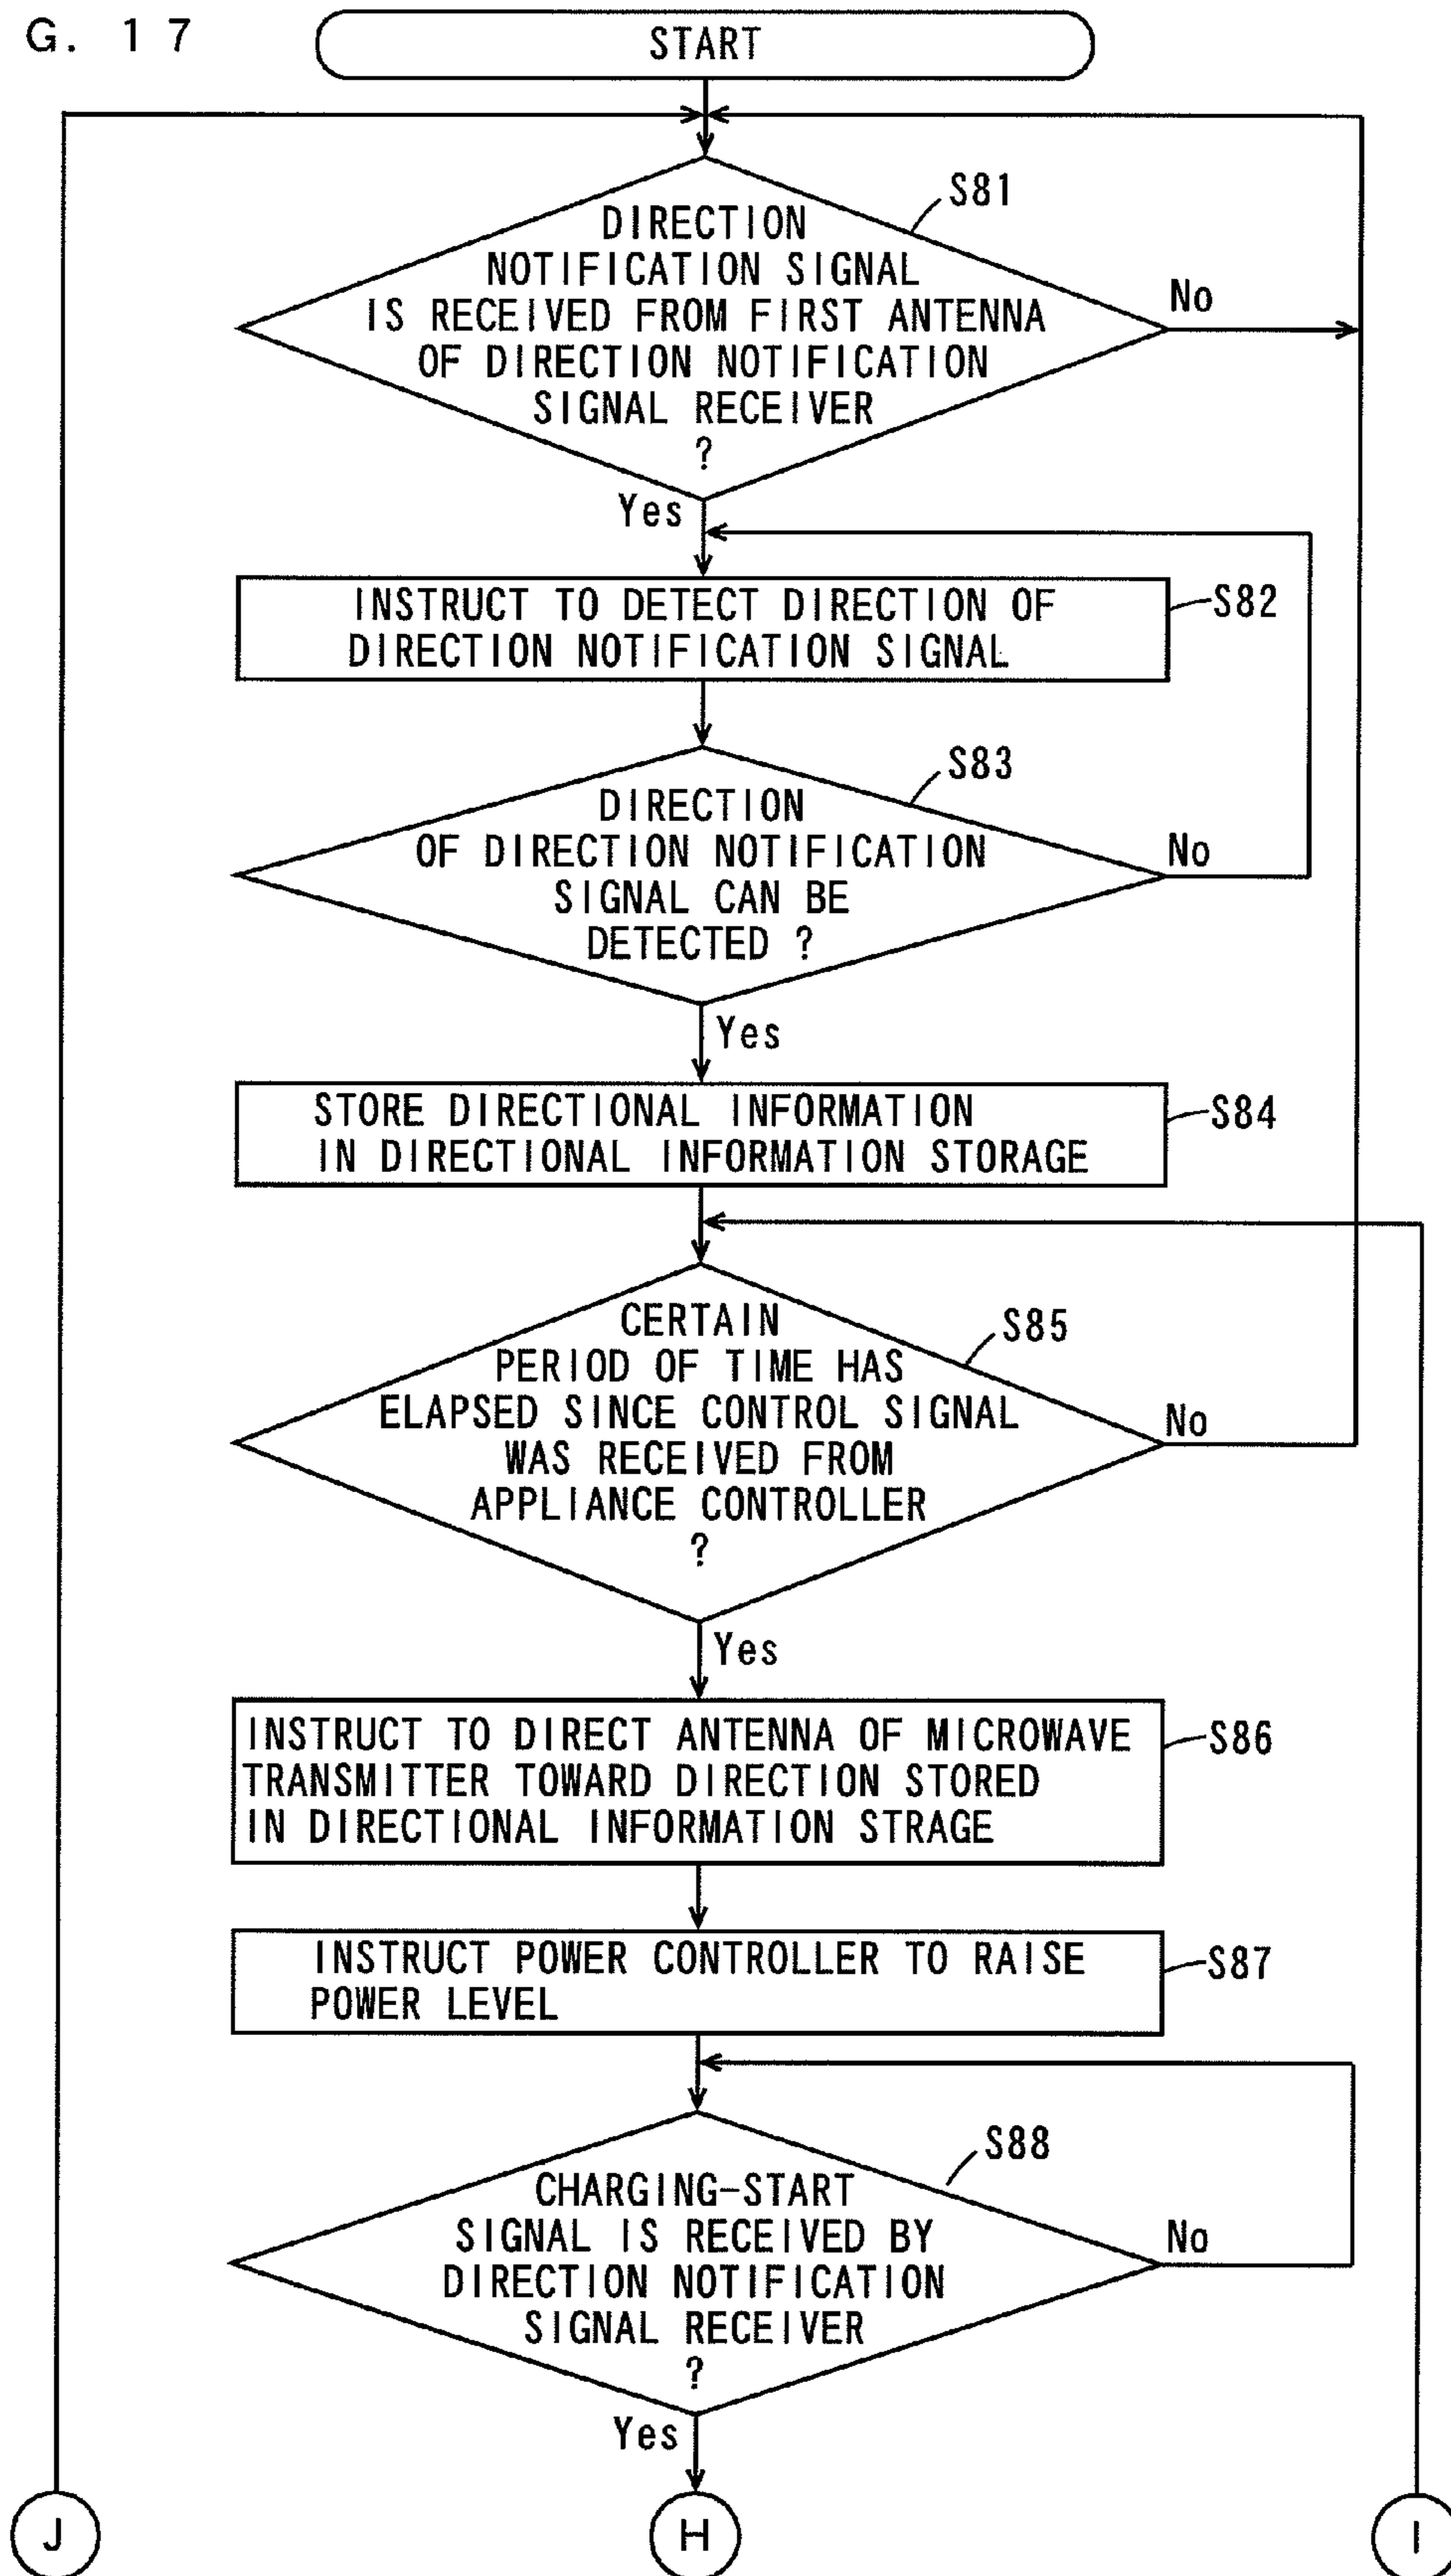 G. 17
START
S81
DIRECTION
NOTIFICATION SIGNAL
IS RECEIVED FROM FIRST ANTENNA
OF DIRECTION NOTIFICATION
SIGNAL RECEIVER
?
No
Yes
INSTRUCT TO DETECT DIRECTION OF
DIRECTION NOTIFICATION SIGNAL
S82
S83
DIRECTION
OF DIRECTION NOTIFICATION
SIGNAL CAN BE
DETECTED ?
No
Yes
STORE DIRECTIONAL INFORMATION
IN DIRECTIONAL INFORMATION STORAGE
S84
S85
CERTAIN
PERIOD OF TIME HAS
ELAPSED SINCE CONTROL SIGNAL
WAS RECEIVED FROM
APPLIANCE CONTROLLER
?
No
Yes
INSTRUCT TO DIRECT ANTENNA OF MICROWAVE
TRANSMITTER TOWARD DIRECTION STORED
IN DIRECTIONAL INFORMATION STRAGE
S86
INSTRUCT POWER CONTROLLER TO RAISE
POWER LEVEL
S87
S88
CHARGING-START
SIGNAL IS RECEIVED BY
DIRECTION NOTIFICATION
SIGNAL RECEIVER
?
No
Yes
J
H
I